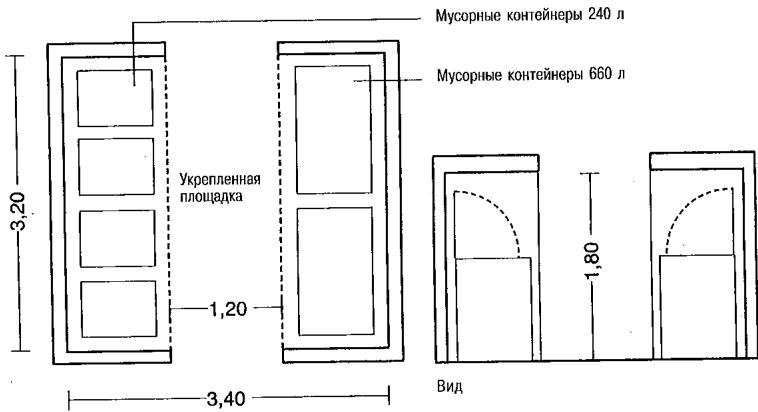 Мусорные контейнеры 240 л
Мусорные контейнеры 660 л
Укрепленная
площадка
3,20
1,20
1,80
3,40
Вид